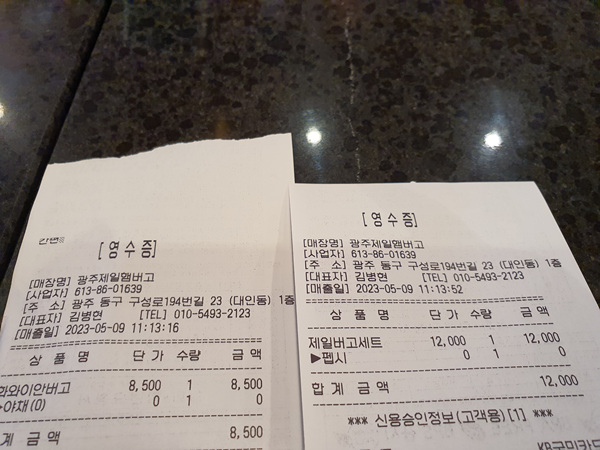 [영수증]
[매장명] 광주제일햄버고
[사업자] 613-86-01639
[주 소] 광주 동구 구성로194번길 23 (대인동) 1층
[대표자] 김병현 [TEL] 010-5493-2123
[매출일] 2023-05-09 11:13:16
상 품 명 단 가 수량 금 액
화와이안버고 8,500 1 8,500
▶야채(0) 0 1 0
계 금 액 8,500
[영수증]
[매장명] 광주제일햄버고
[사업자] 613-86-01639
[주 소] 광주 동구 구성로194번길 23 (대인동) 1층
[대표자] 김병현 [TEL] 010-5493-2123
[매출일] 2023-05-09 11:13:52
상 품 명 단 가 수량 금 액
제일버고세트 12,000 1 12,000
▶펩시 0 1 0
합 계 금 액 12,000
*** 신용승인정보(고객용)[1] ***
KB국민카드